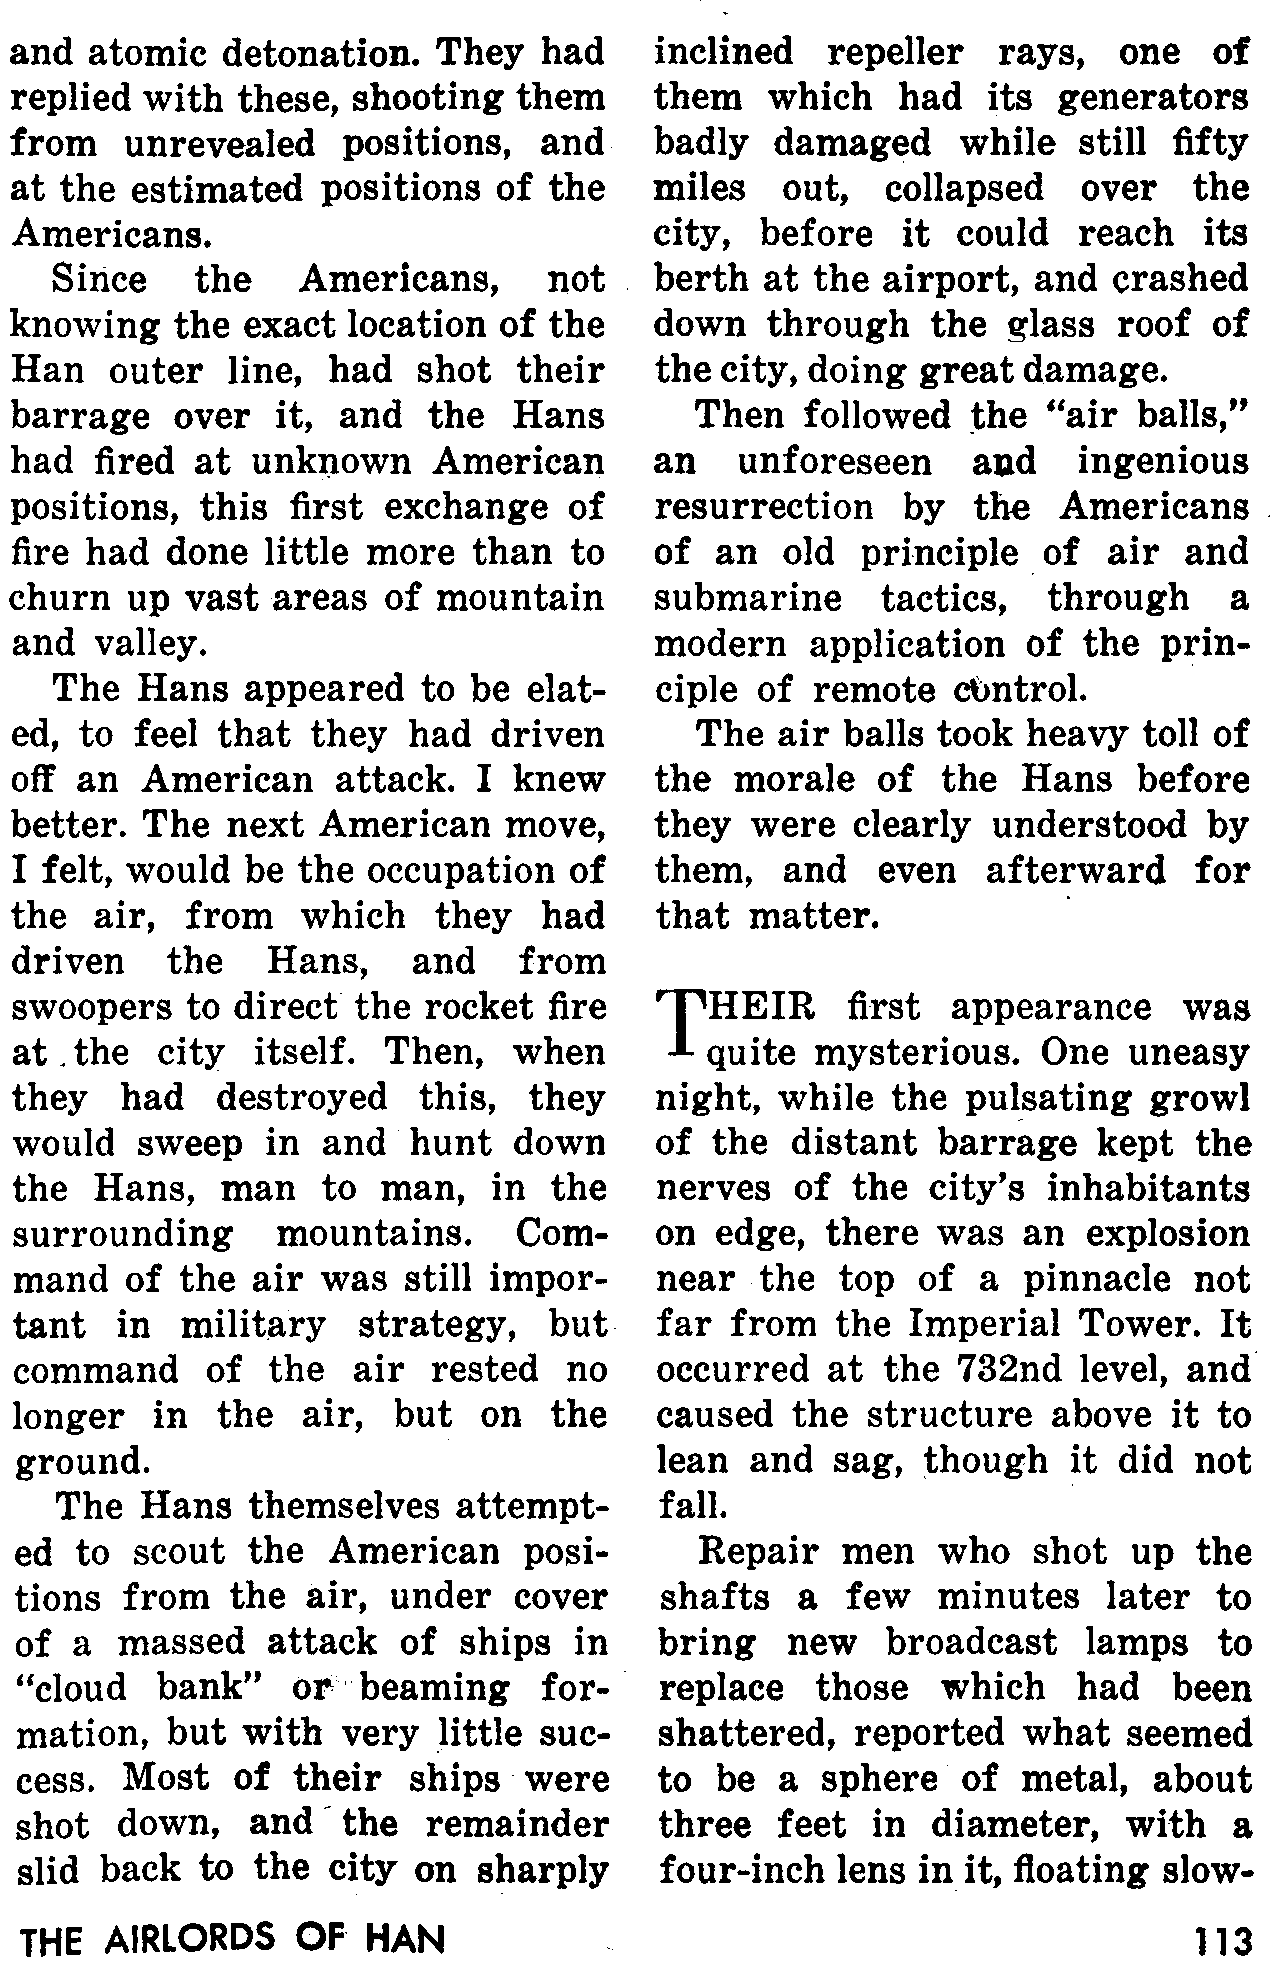 and atomic detonation. They had
replied with these, shooting them
from unrevealed positions, and
at the estimated positions of the
Americans.
Since the Americans, not
knowing the exact location of the
Han outer line, had shot their
barrage over it, and the Hans
had fired at unknown American
positions, this first exchange of
fire had done little more than to
churn up vast areas of mountain
and valley.
The Hans appeared to be elat-
ed, to feel that they had driven
off an American attack. I knew
better. The next American move,
I felt, would be the occupation of
the air, from which they had
driven the Hans, and from
swoopers to direct the rocket fire
at the city itself. Then, when
they had destroyed this, they
would sweep in and hunt down
the Hans, man to man, in the
surrounding mountains. Com-
mand of the air was still impor-
tant in military strategy, but
command of the air rested no
longer in the air, but on the
ground.
The Hans themselves attempt-
ed to scout the American posi-
tions from the air, under cover
of a massed attack of ships in
"cloud bank" or beaming for-
mation, but with very little suc-
cess. Most of their ships were
shot down, and the remainder
slid back to the city on sharply
inclined repeller rays, one of
them which had its generators
badly damaged while still fifty
miles out, collapsed over the
city, before it could reach its
berth at the airport, and crashed
down through the glass roof of
the city, doing great damage.
Then followed the "air balls,"
an unforeseen and ingenious
resurrection by the Americans
of an old principle of air and
submarine tactics, through a
modern application of the prin-
ciple of remote control.
The air balls took heavy toll of
the morale of the Hans before
they were clearly understood by
them, and even afterward for
that matter.
THEIR first appearance was
quite mysterious. One uneasy
night, while the pulsating growl
of the distant barrage kept the
nerves of the city's inhabitants
on edge, there was an explosion
near the top of a pinnacle not
far from the Imperial Tower. It
occurred at the 732nd level, and
caused the structure above it to
lean and sag, though it did not
fall.
Repair men who shot up the
shafts a few minutes later to
bring new broadcast lamps to
replace those which had been
shattered, reported what seemed
to be a sphere of metal, about
three feet in diameter, with a
four-inch lens in it, floating slow-
THE AIRLORDS OF HAN 113